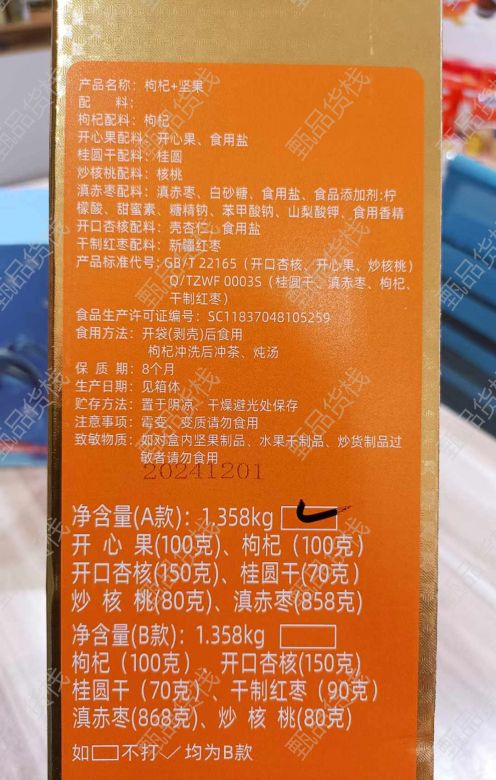 产品名称：枸杞+坚果
配　　料：
枸杞配料：枸杞
开心果配料：开心果、食用盐
桂圆干配料：桂圆
炒核桃配料：核桃
滇赤枣配料：滇赤枣、白砂糖、食用盐、食品添加剂:柠
檬酸、甜蜜素、糖精钠、苯甲酸钠、山梨酸钾、食用香精
开口杏核配料：壳杏仁、食用盐
干制红枣配料：新疆红枣
产品标准代号：GB/T 22165（开口杏核、开心果、炒核桃）
Q/TZWF 0003S（桂圆干、滇赤枣、枸杞、
干制红枣）
食品生产许可证编号：SC11837048105259
食用方法：开袋(剥壳)后食用
枸杞冲洗后冲茶、炖汤
保 质 期：8个月
生产日期：见箱体
贮存方法：置于阴凉、干燥避光处保存
注意事项：霉变、变质请勿食用
致敏物质：如对盒内坚果制品、水果干制品、炒货制品过
敏者请勿食用
20241201
净含量(A款)：1.358kg
开 心 果(100克)、枸杞（100克）
开口杏核(150克)、桂圆干(70克)
炒 核 桃(80克)、滇赤枣(858克)
净含量(B款)：1.358kg
枸杞（100克）、开口杏核(150克)
桂圆干（70克）、干制红枣（90克）
滇赤枣(868克)、炒 核 桃(80克)
如□不打✓均为B款
甄品货栈